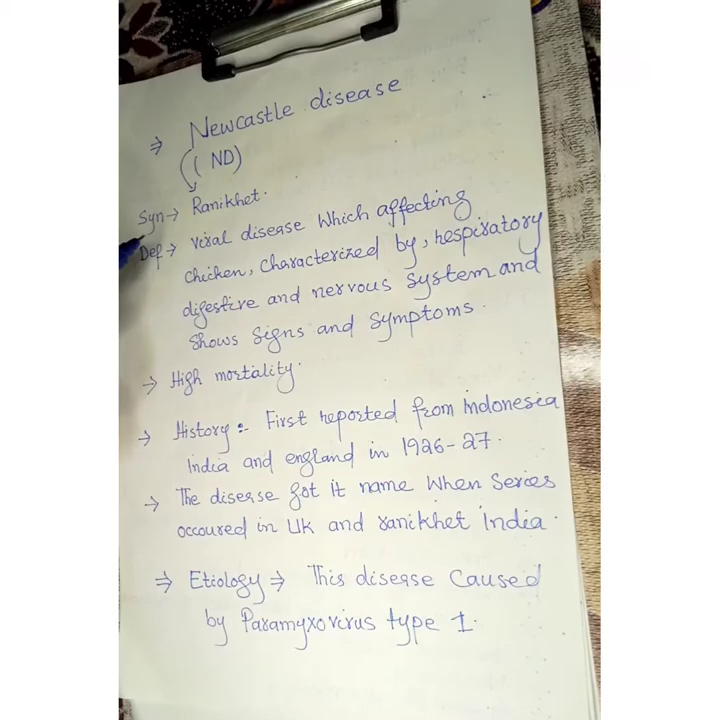 ⇒ Newcastle disease
( ND)
Syn → Ranikhet.
Def → Viral disease Which affecting
chicken, characterized by, respiratory
digestive and nervous system and
shows signs and symptoms.
→ High mortality.
→ History :- First reported from Indonesia
India and england in 1926-27.
→ The disease got it name When Series
occoured in UK and ranikhet India.
⇒ Etiology ⇒ This disease Caused
by Paramyxovirus type 1.